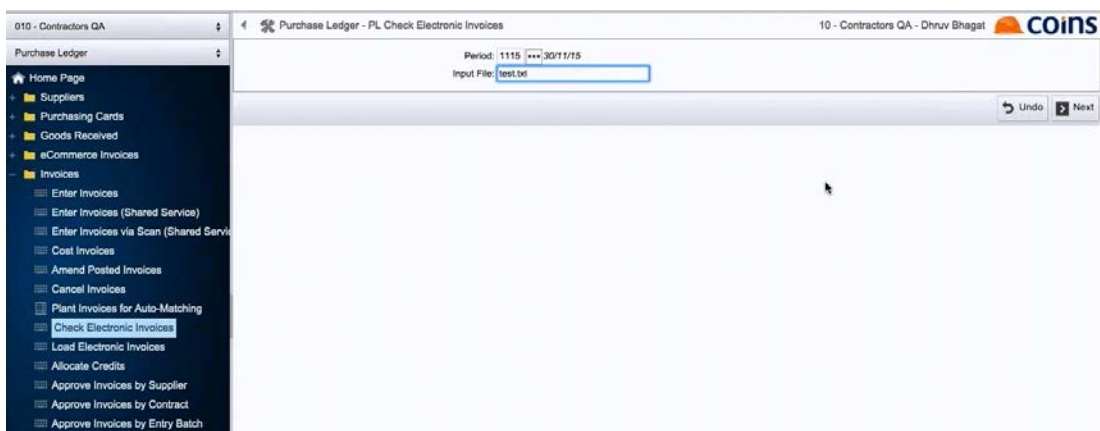 010 - Contractors QA
Purchase Ledger - PL Check Electronic Invoices
10 - Contractors QA - Dhruv Bhagat
COINS
Purchase Ledger
Period: 1115 ••• 30/11/15
Input File: test.txt
Undo
Next
Home Page
Suppliers
Purchasing Cards
Goods Received
eCommerce Invoices
Invoices
Enter Invoices
Enter Invoices (Shared Service)
Enter Invoices via Scan (Shared Servi
Cost Invoices
Amend Posted Invoices
Cancel Invoices
Plant Invoices for Auto-Matching
Check Electronic Invoices
Load Electronic Invoices
Allocate Credits
Approve Invoices by Supplier
Approve Invoices by Contract
Approve Invoices by Entry Batch